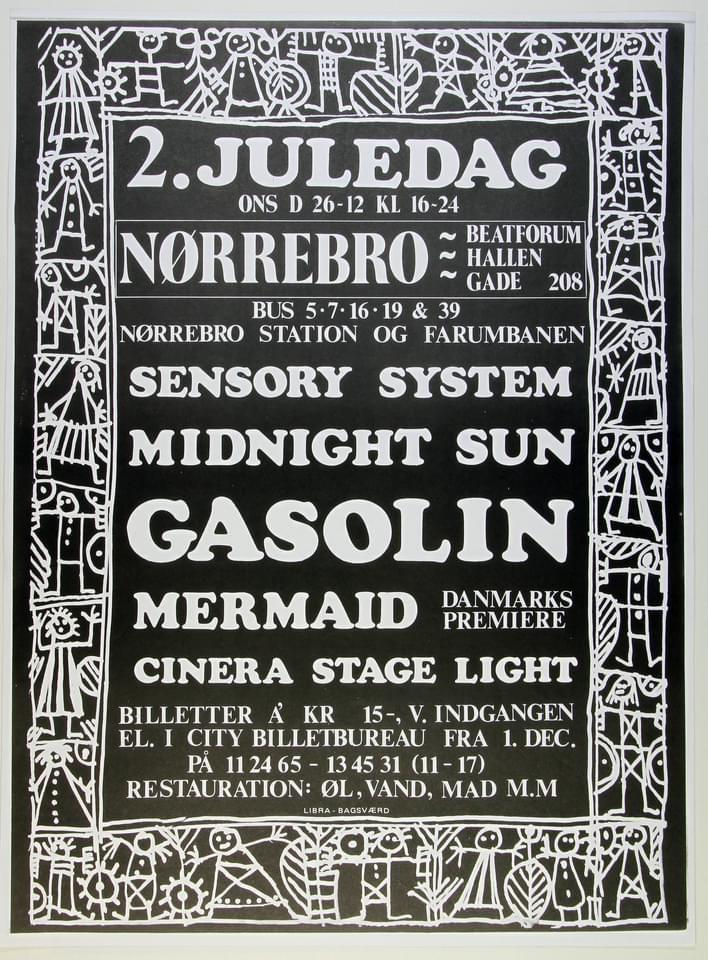 2. JULEDAG
ONS D 26-12 KL 16-24
NØRREBRO ~ BEATFORUM
~ HALLEN
~ GADE 208
BUS 5·7·16·19 & 39
NØRREBRO STATION OG FARUMBANEN
SENSORY SYSTEM
MIDNIGHT SUN
GASOLIN
MERMAID DANMARKS PREMIERE
CINERA STAGE LIGHT
BILLETTER A' KR 15-, V. INDGANGEN
EL. I CITY BILLETBUREAU FRA 1. DEC.
PÅ 11 24 65 - 13 45 31 (11 - 17)
RESTAURATION: ØL, VAND, MAD M.M
LIBRA - BAGSVÆRD